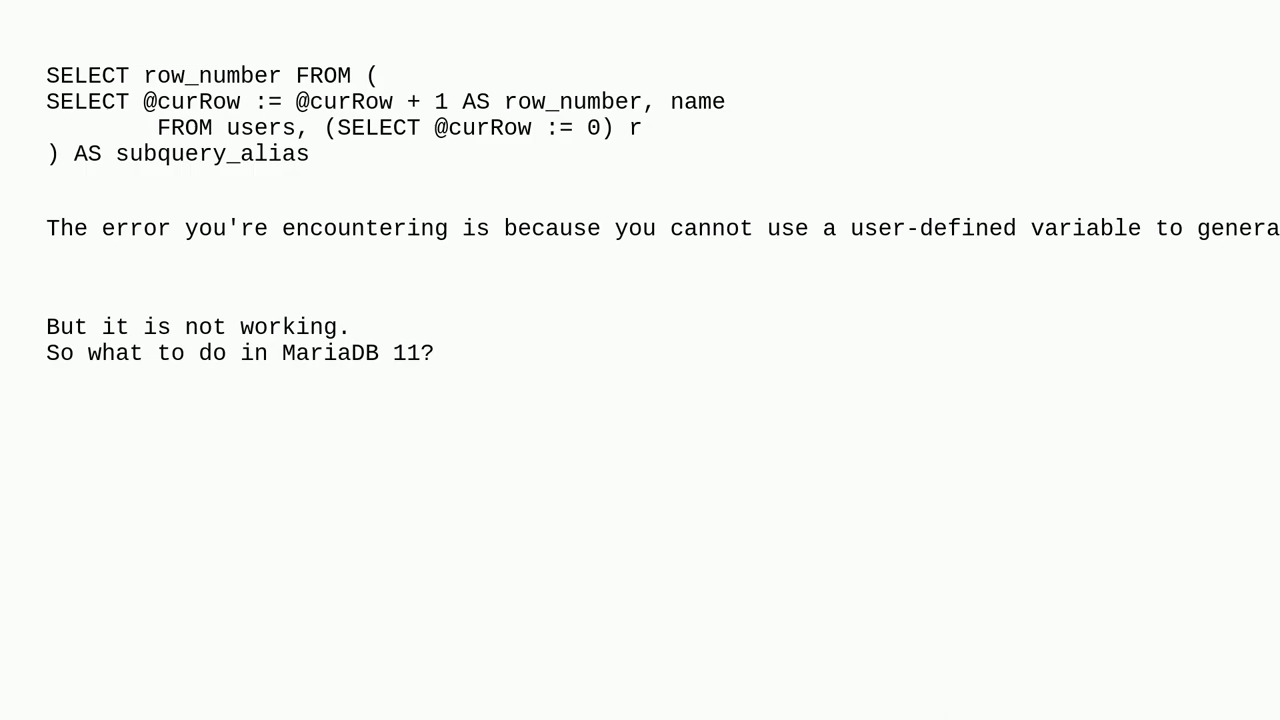 SELECT row_number FROM (
SELECT @curRow := @curRow + 1 AS row_number, name
        FROM users, (SELECT @curRow := 0) r
) AS subquery_alias
The error you're encountering is because you cannot use a user-defined variable to genera
But it is not working.
So what to do in MariaDB 11?